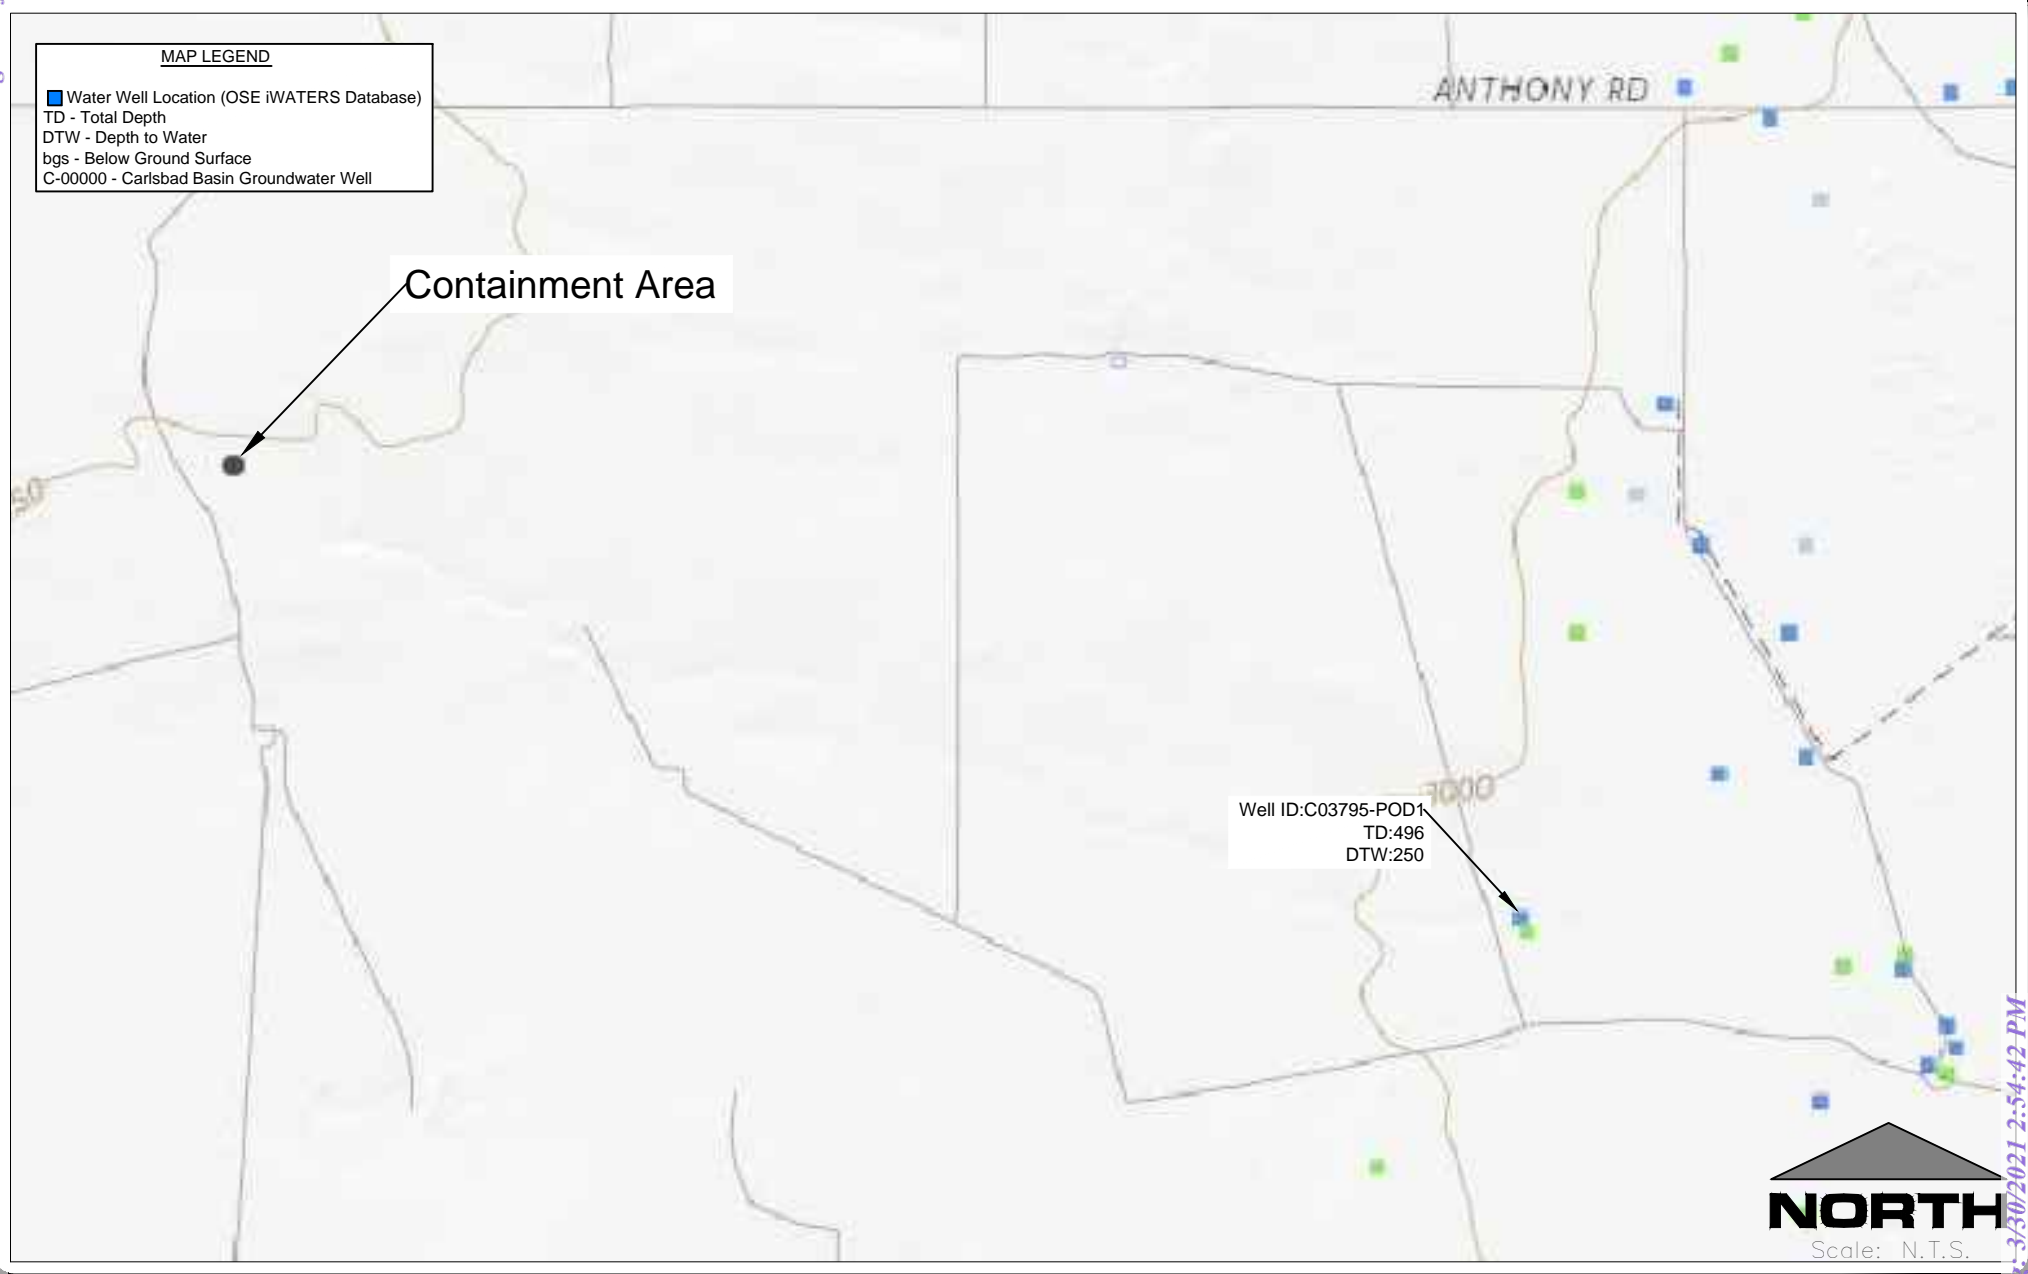 MAP LEGEND
Water Well Location (OSE iWATERS Database)
TD - Total Depth
DTW - Depth to Water
bgs - Below Ground Surface
C-00000 - Carlsbad Basin Groundwater Well
ANTHONY RD
Containment Area
Well ID:C03795-POD1
TD:496
DTW:250
NORTH
Scale: N.T.S.
3/30/2021 2:54:42 PM